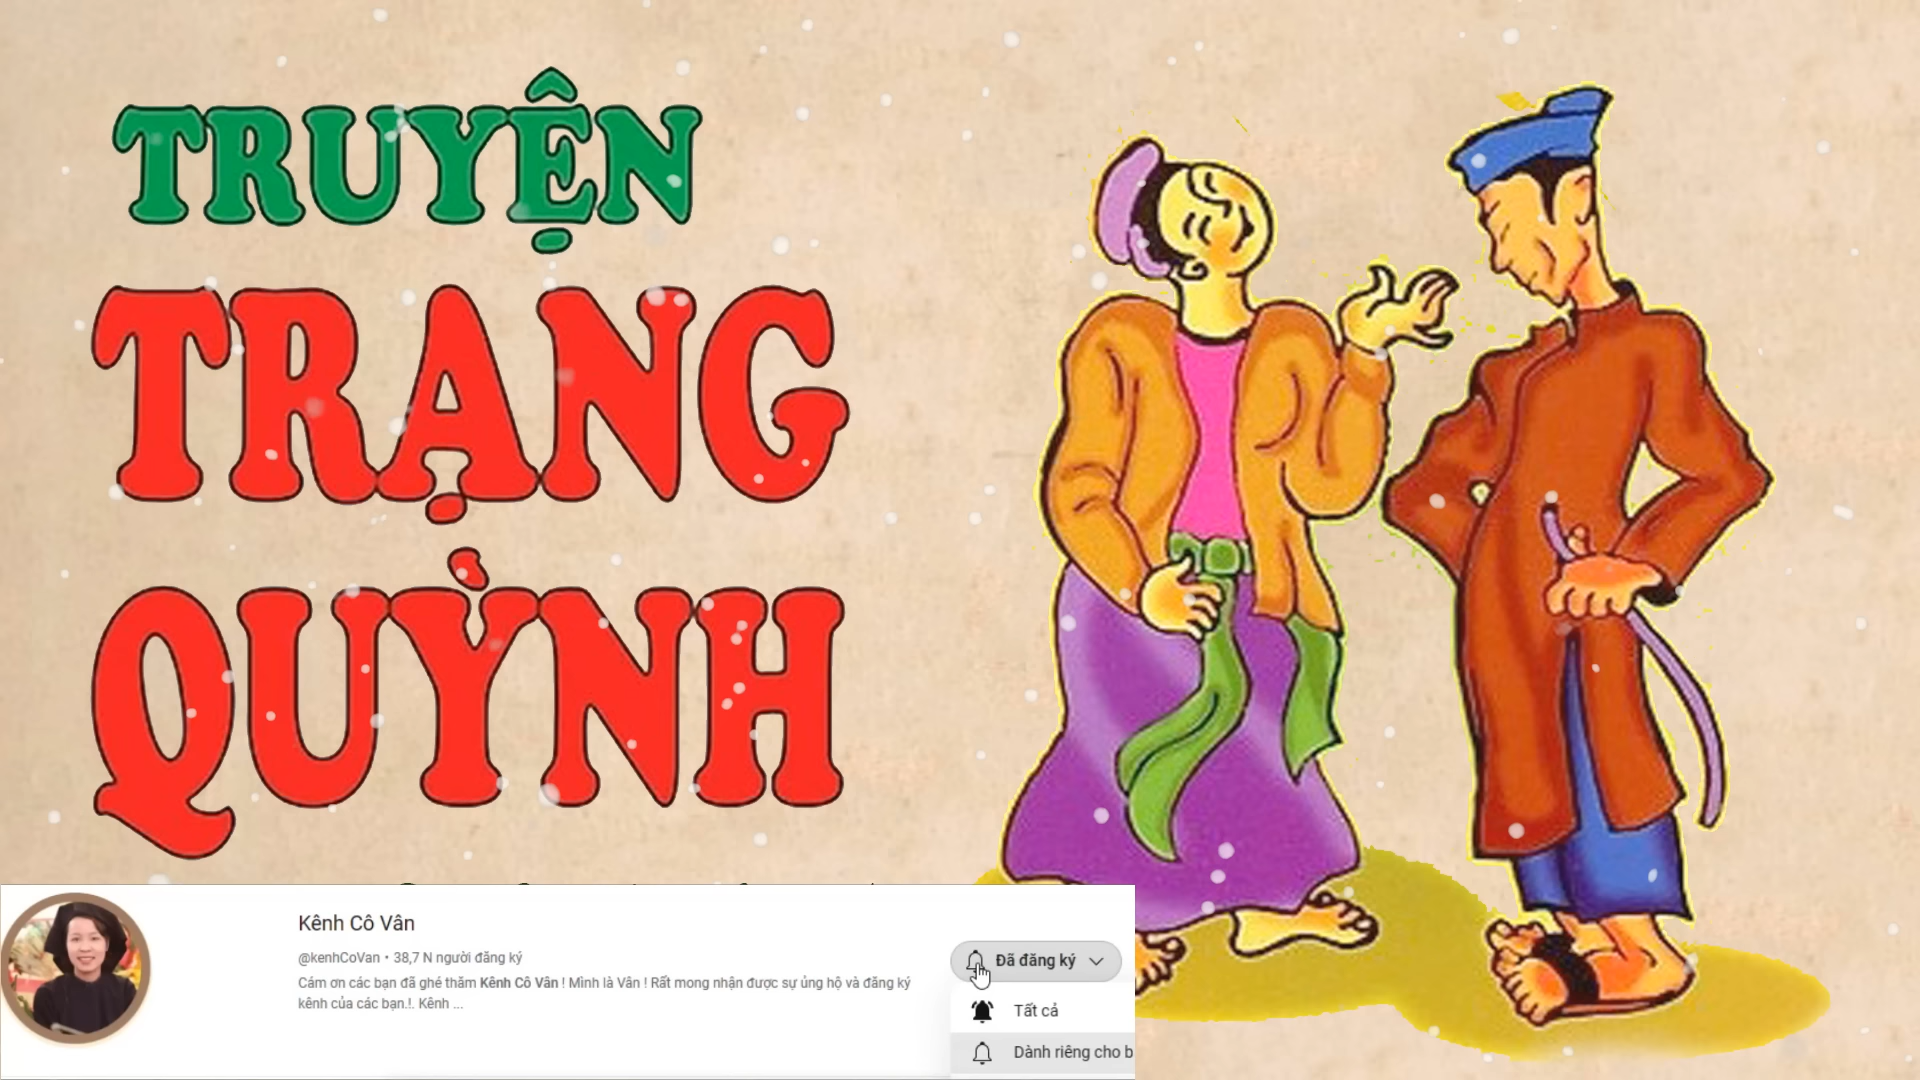 TRUYỆN
TRẠNG
QUỲNH
Kênh Cô Vân
@kenhCoVan • 38,7 N người đăng ký
Cám ơn các bạn đã ghé thăm Kênh Cô Vân ! Mình là Vân ! Rất mong nhận được sự ủng hộ và đăng ký
kênh của các bạn.!. Kênh ...
Đã đăng ký
Tất cả
Dành riêng cho b